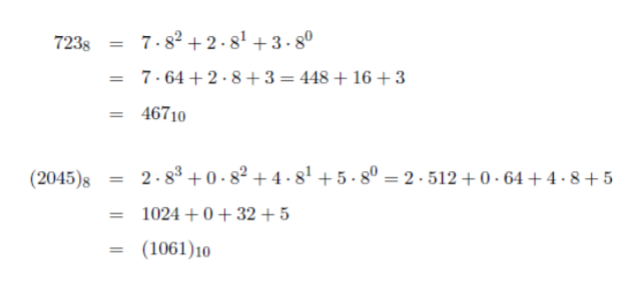 723₈ = 7 · 8² + 2 · 8¹ + 3 · 8⁰
= 7 · 64 + 2 · 8 + 3 = 448 + 16 + 3
= 467₁₀
(2045)₈ = 2 · 8³ + 0 · 8² + 4 · 8¹ + 5 · 8⁰ = 2 · 512 + 0 · 64 + 4 · 8 + 5
= 1024 + 0 + 32 + 5
= (1061)₁₀